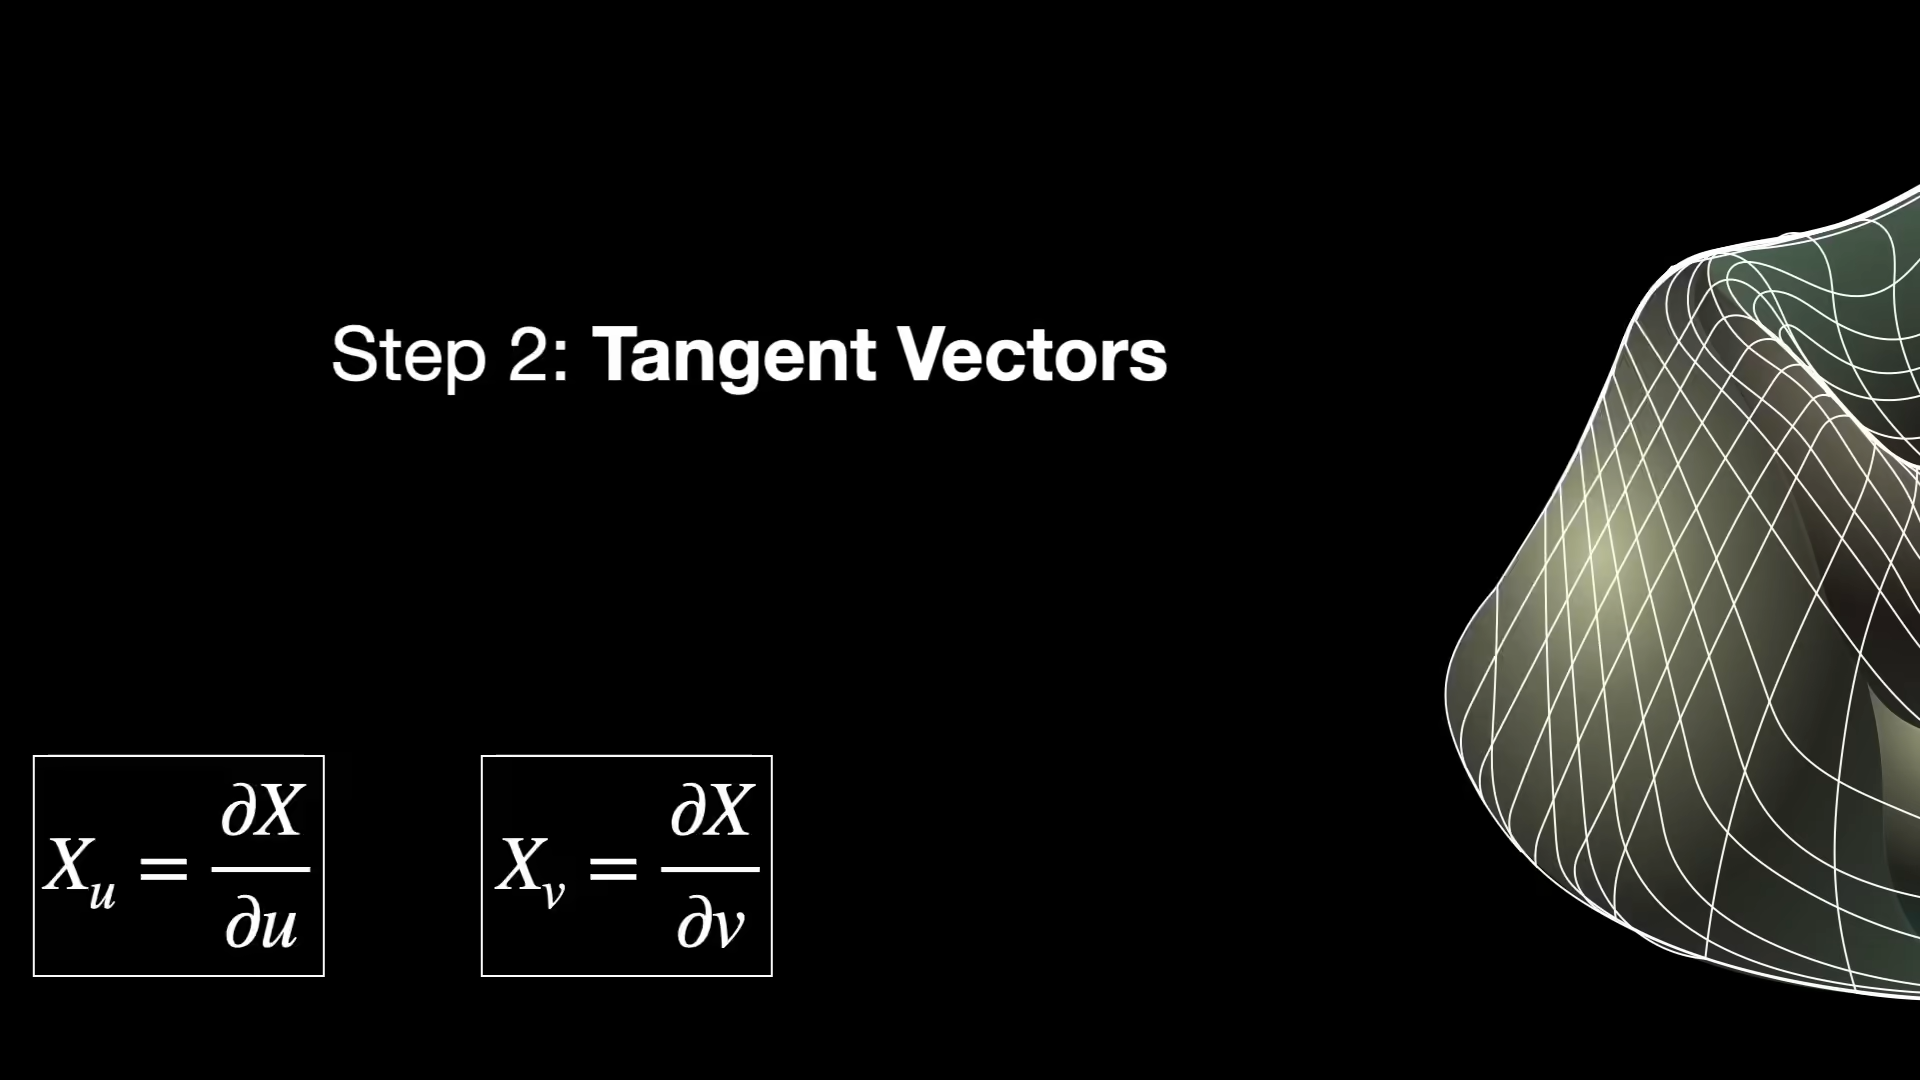 Step 2: Tangent Vectors
X_u = ∂X/∂u
X_v = ∂X/∂v